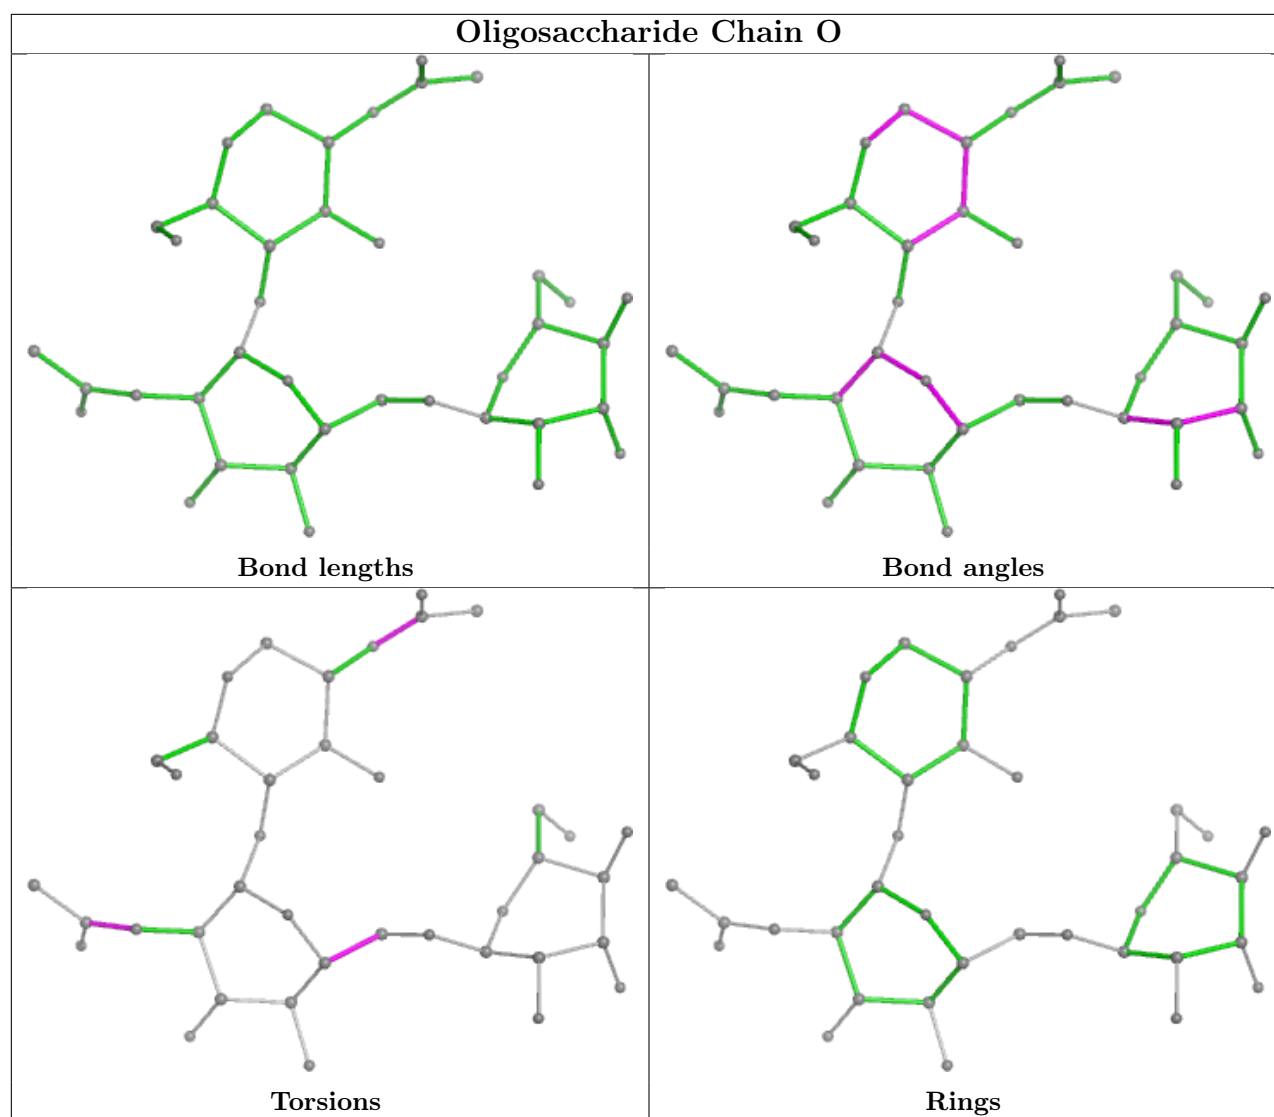 Oligosaccharide Chain O
Bond lengths
Bond angles
Torsions
Rings